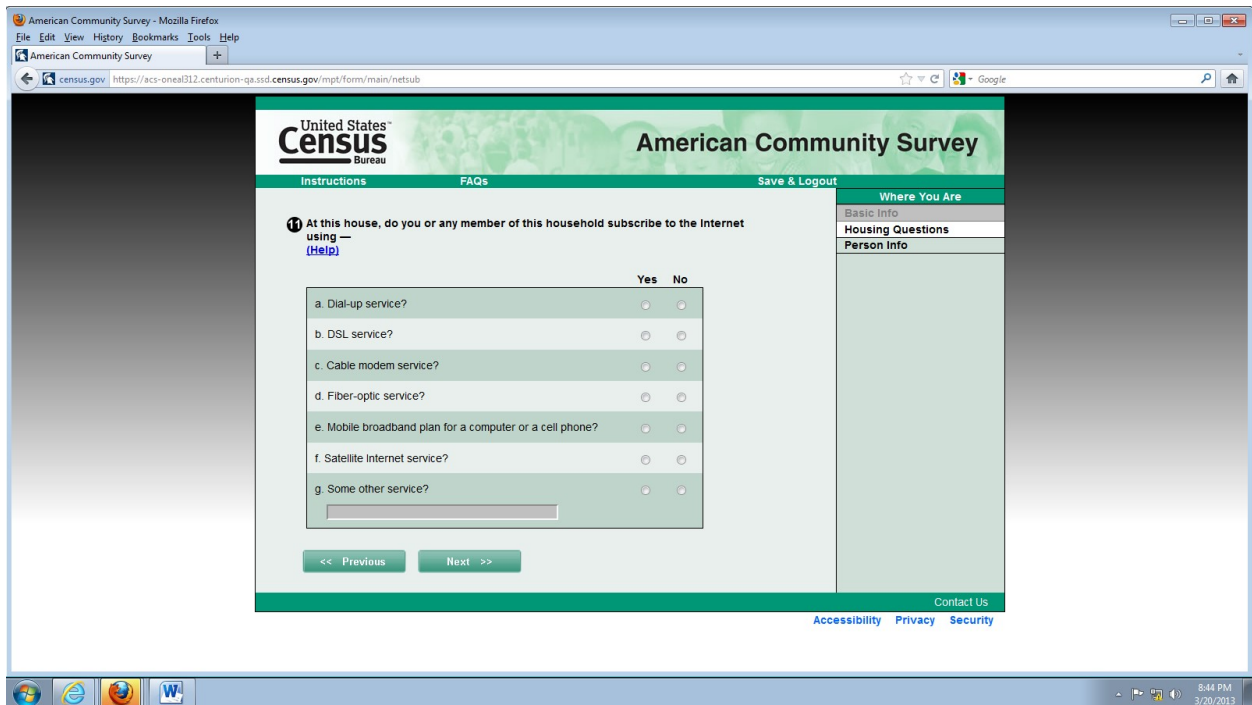 American Community Survey - Mozilla Firefox
File Edit View History Bookmarks Tools Help
American Community Survey +
census.gov https://acs-oneal312.centurion-qa.ssd.census.gov/mpt/form/main/netsub Google
United States™
Census
Bureau
American Community Survey
Instructions FAQs Save & Logout
Where You Are
Basic Info
Housing Questions
Person Info
11 At this house, do you or any member of this household subscribe to the Internet
using —
(Help)
Yes No
a. Dial-up service?
b. DSL service?
c. Cable modem service?
d. Fiber-optic service?
e. Mobile broadband plan for a computer or a cell phone?
f. Satellite Internet service?
g. Some other service?
<< Previous Next >>
Contact Us
Accessibility Privacy Security
8:44 PM
3/20/2013